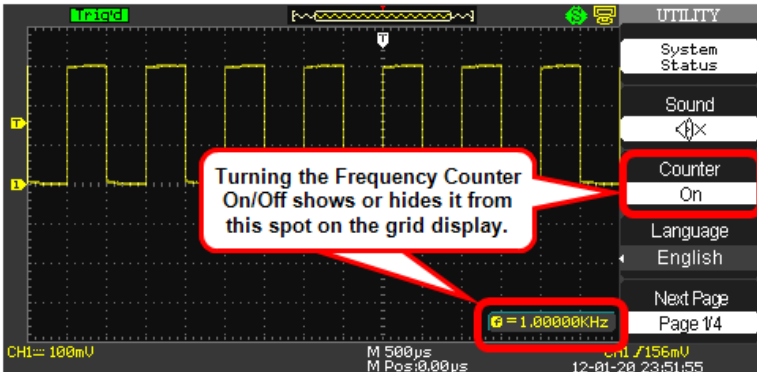 Trig'd
T
S
UTILITY
System
Status
Sound
T
Counter
On
1
Turning the Frequency Counter
On/Off shows or hides it from
this spot on the grid display.
Language
English
Next Page
Page 1/4
f = 1.00000KHz
CH1 100mV
M 500µs
CH1 156mV
M Pos:0.00µs
12-01-20 23:51:55